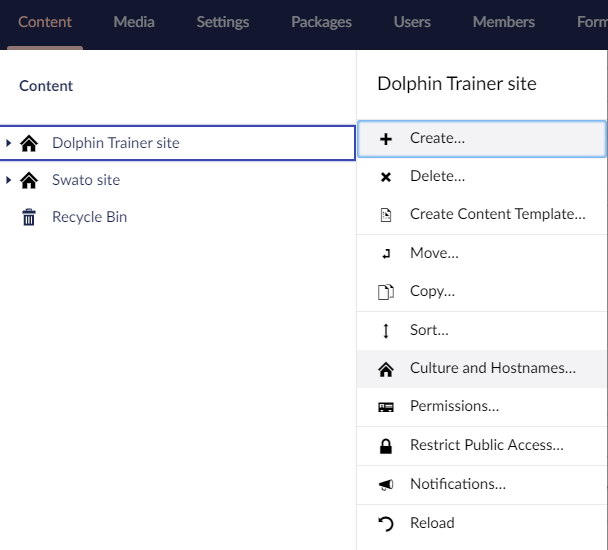 Content Media Settings Packages Users Members Form
Content
Dolphin Trainer site
Swato site
Recycle Bin
Dolphin Trainer site
Create...
Delete...
Create Content Template...
Move...
Copy...
Sort...
Culture and Hostnames...
Permissions...
Restrict Public Access...
Notifications...
Reload